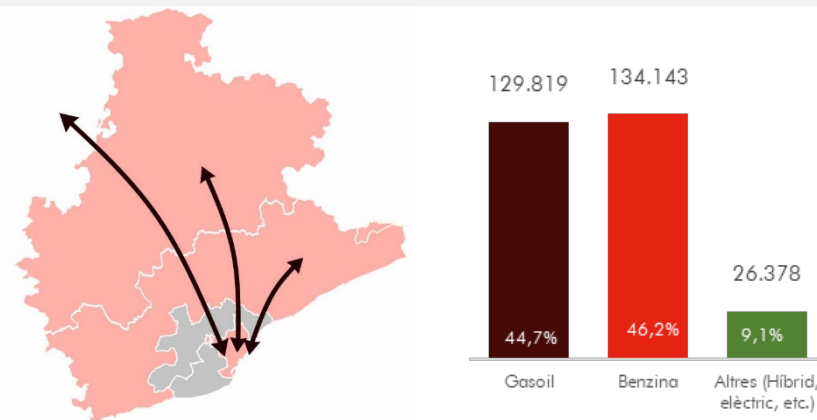 129.819
134.143
26.378
44,7%
46,2%
9,1%
Gasoil
Benzina
Altres (Híbrid,
elèctric, etc.)